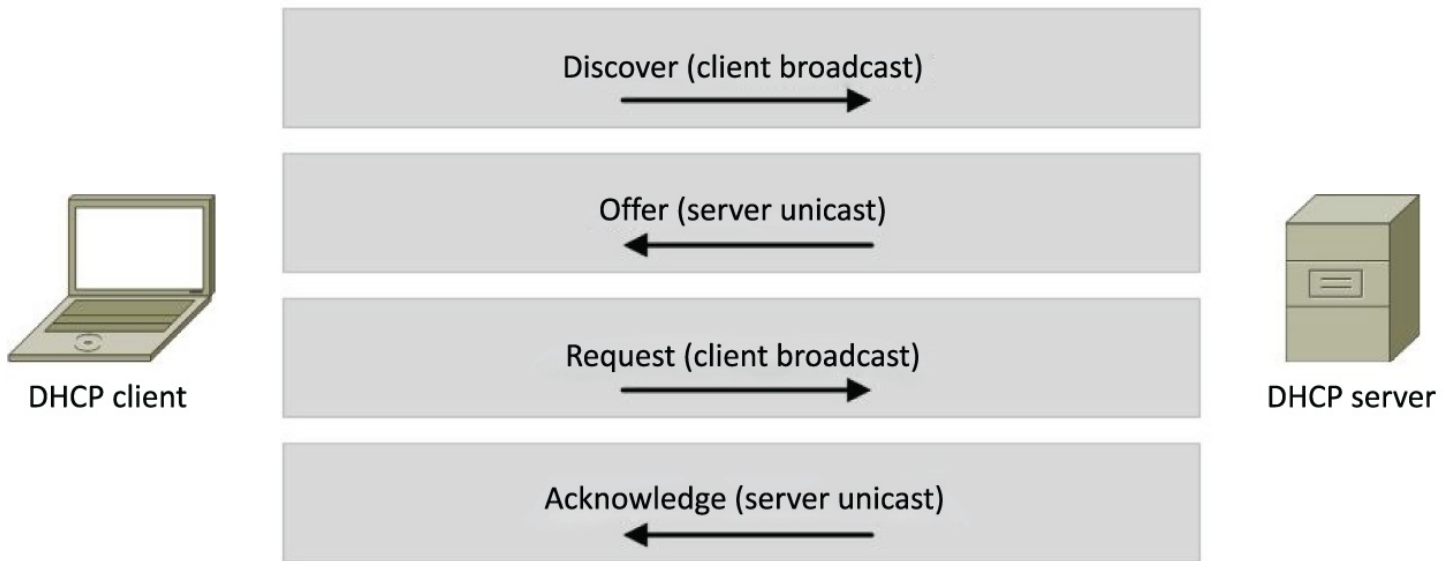 Discover (client broadcast)
Offer (server unicast)
Request (client broadcast)
DHCP client
DHCP server
Acknowledge (server unicast)